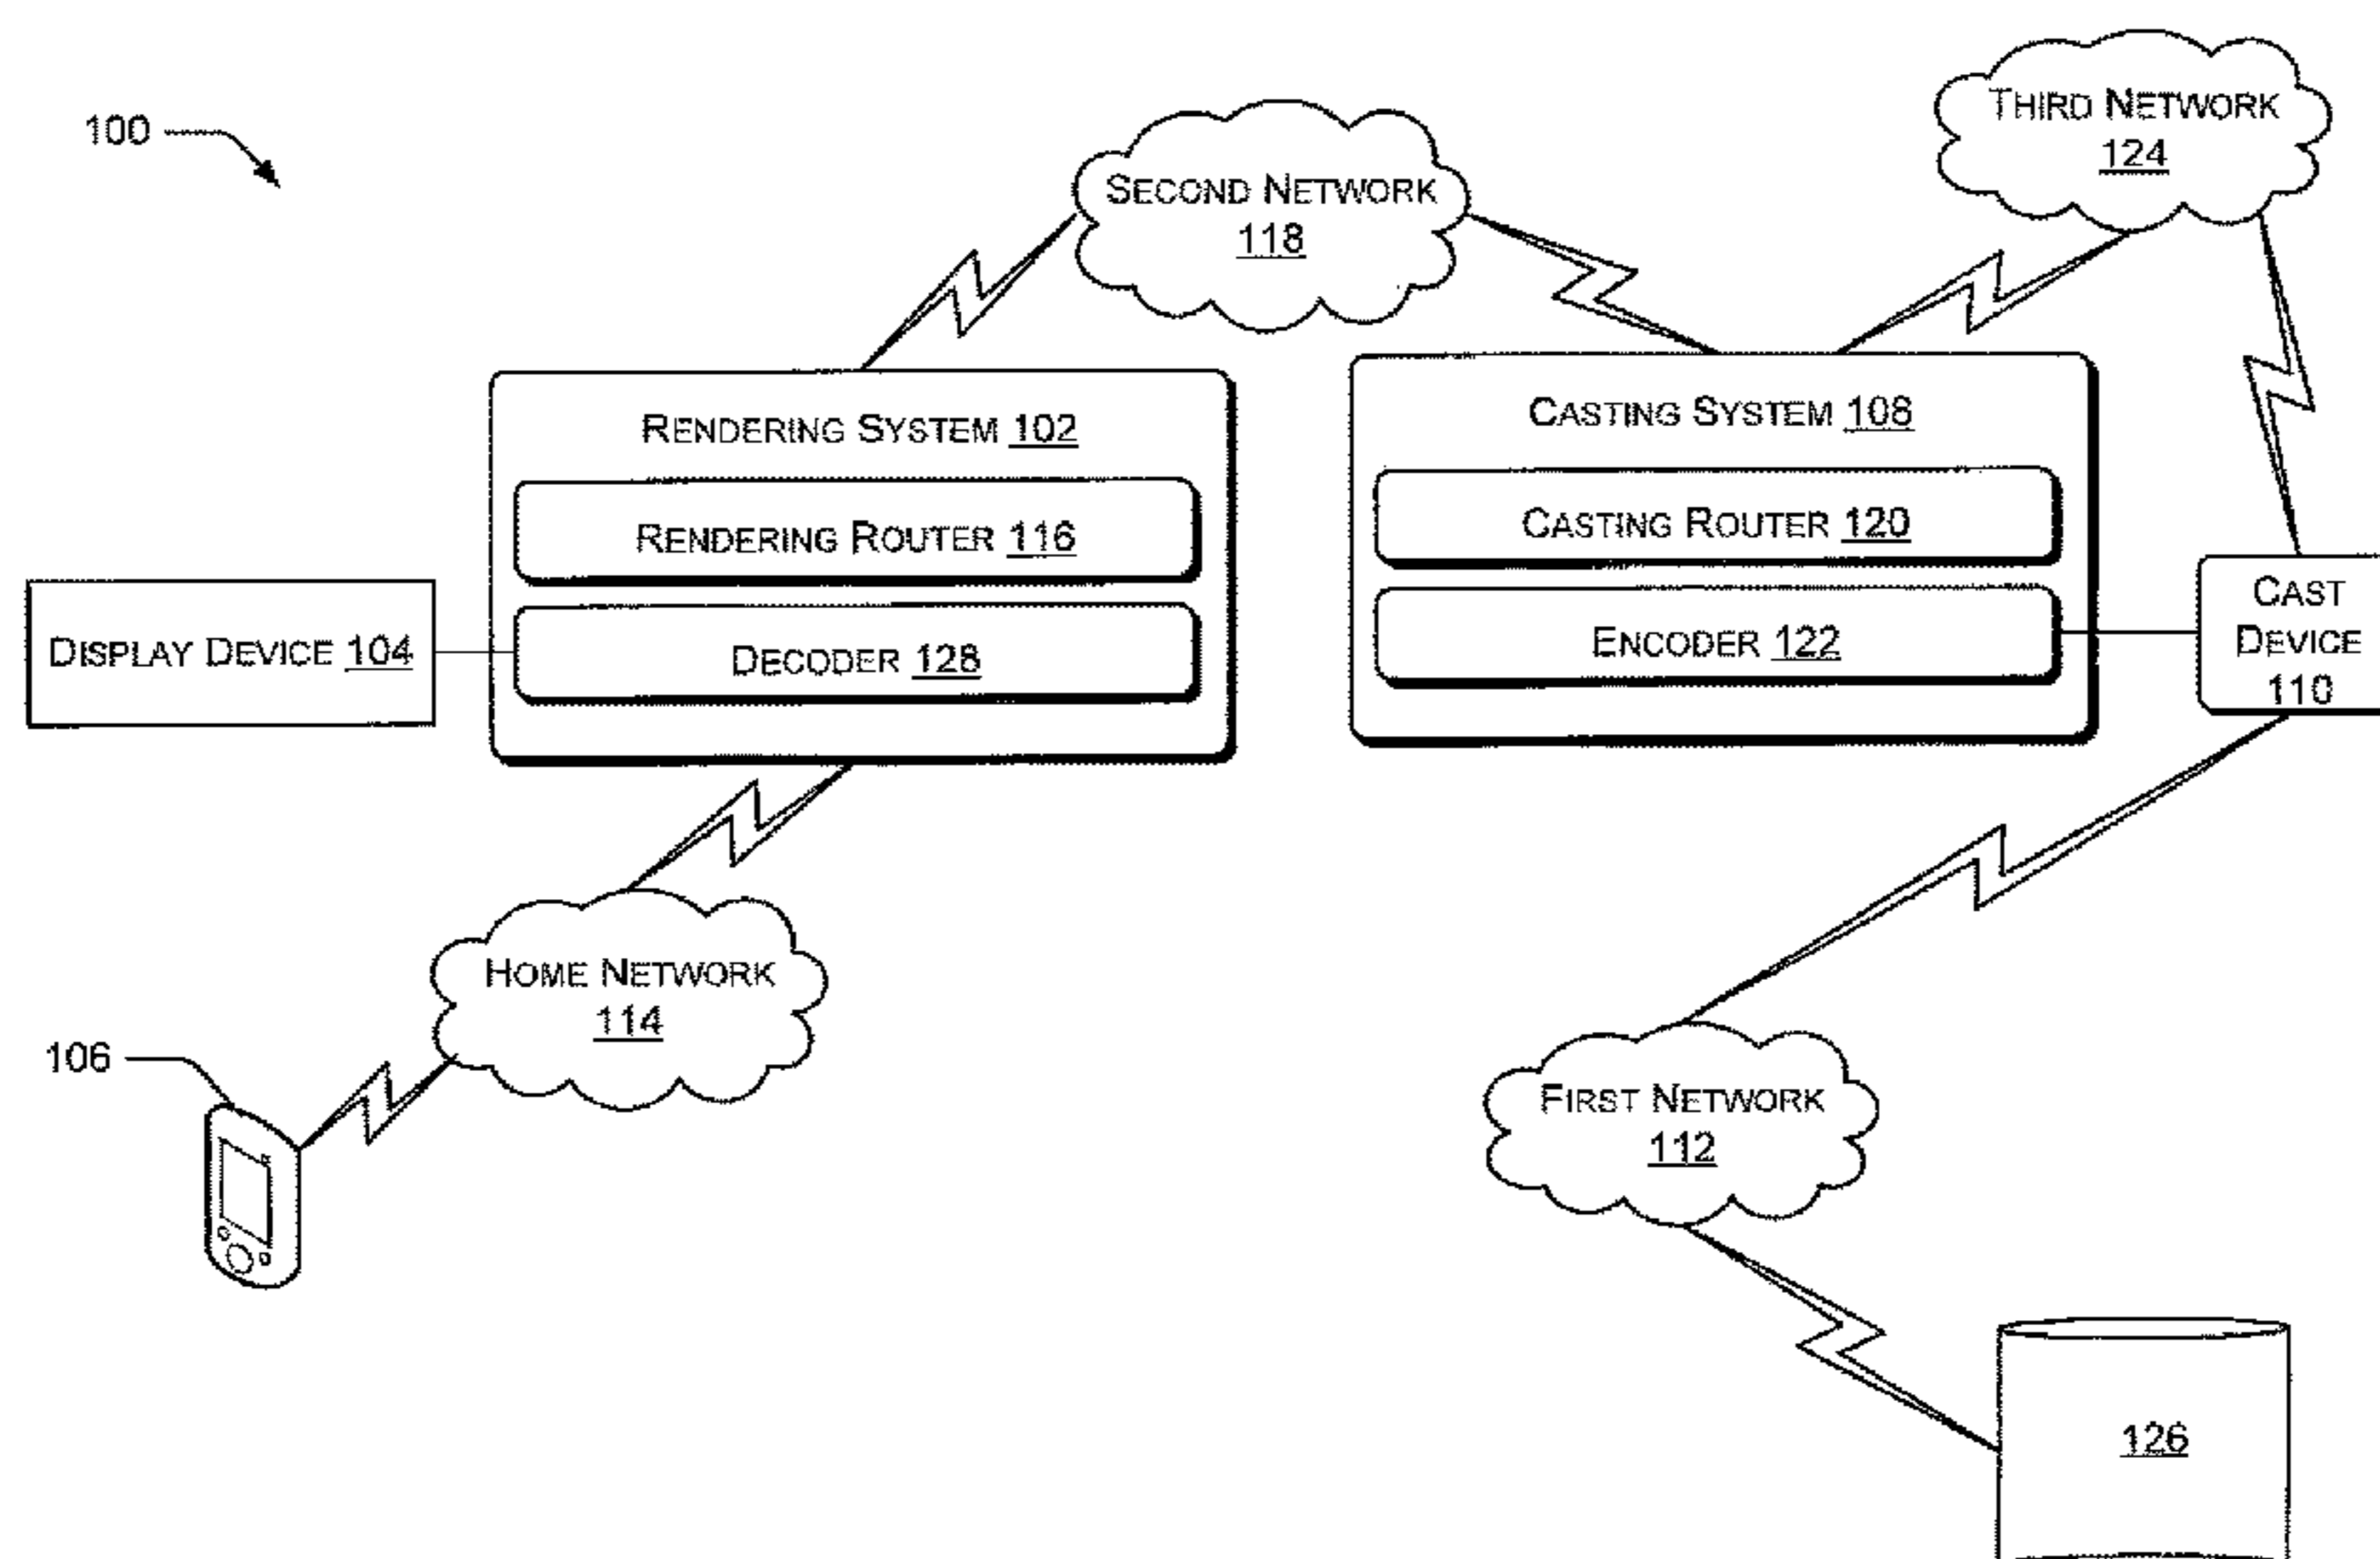 100
THIRD NETWORK
124
SECOND NETWORK
118
RENDERING SYSTEM 102
RENDERING ROUTER 116
DECODER 128
CASTING SYSTEM 108
CASTING ROUTER 120
ENCODER 122
DISPLAY DEVICE 104
CAST
DEVICE
110
HOME NETWORK
114
106
FIRST NETWORK
112
126